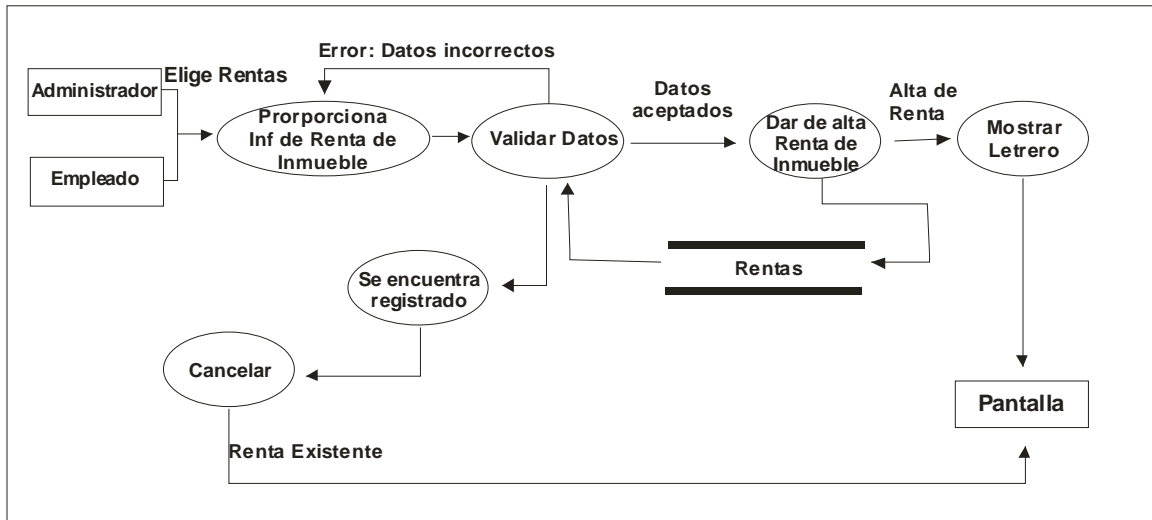 Error: Datos incorrectos
Elige Rentas
Administrador
Empleado
Prorporciona
Inf de Renta de
Inmueble
Validar Datos
Datos
aceptados
Dar de alta
Renta de
Inmueble
Alta de
Renta
Mostrar
Letrero
Rentas
Se encuentra
registrado
Cancelar
Pantalla
Renta Existente